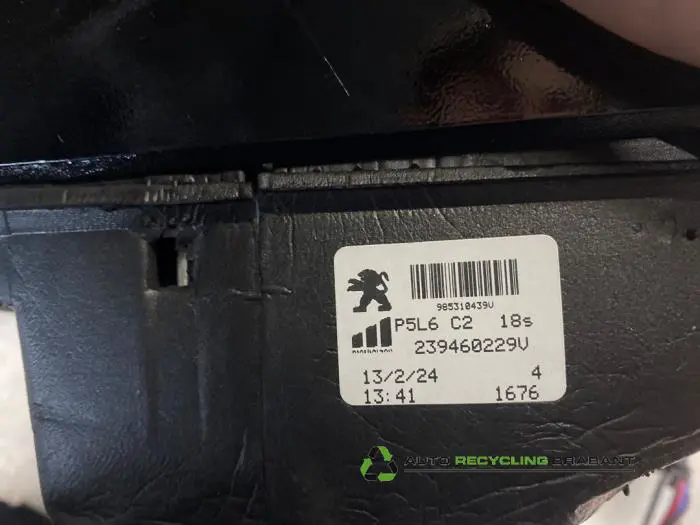 985310439V
P5L6 C2 18s
239460229V
13/2/24 4
13:41 1676
AUTO RECYCLING BRABANT